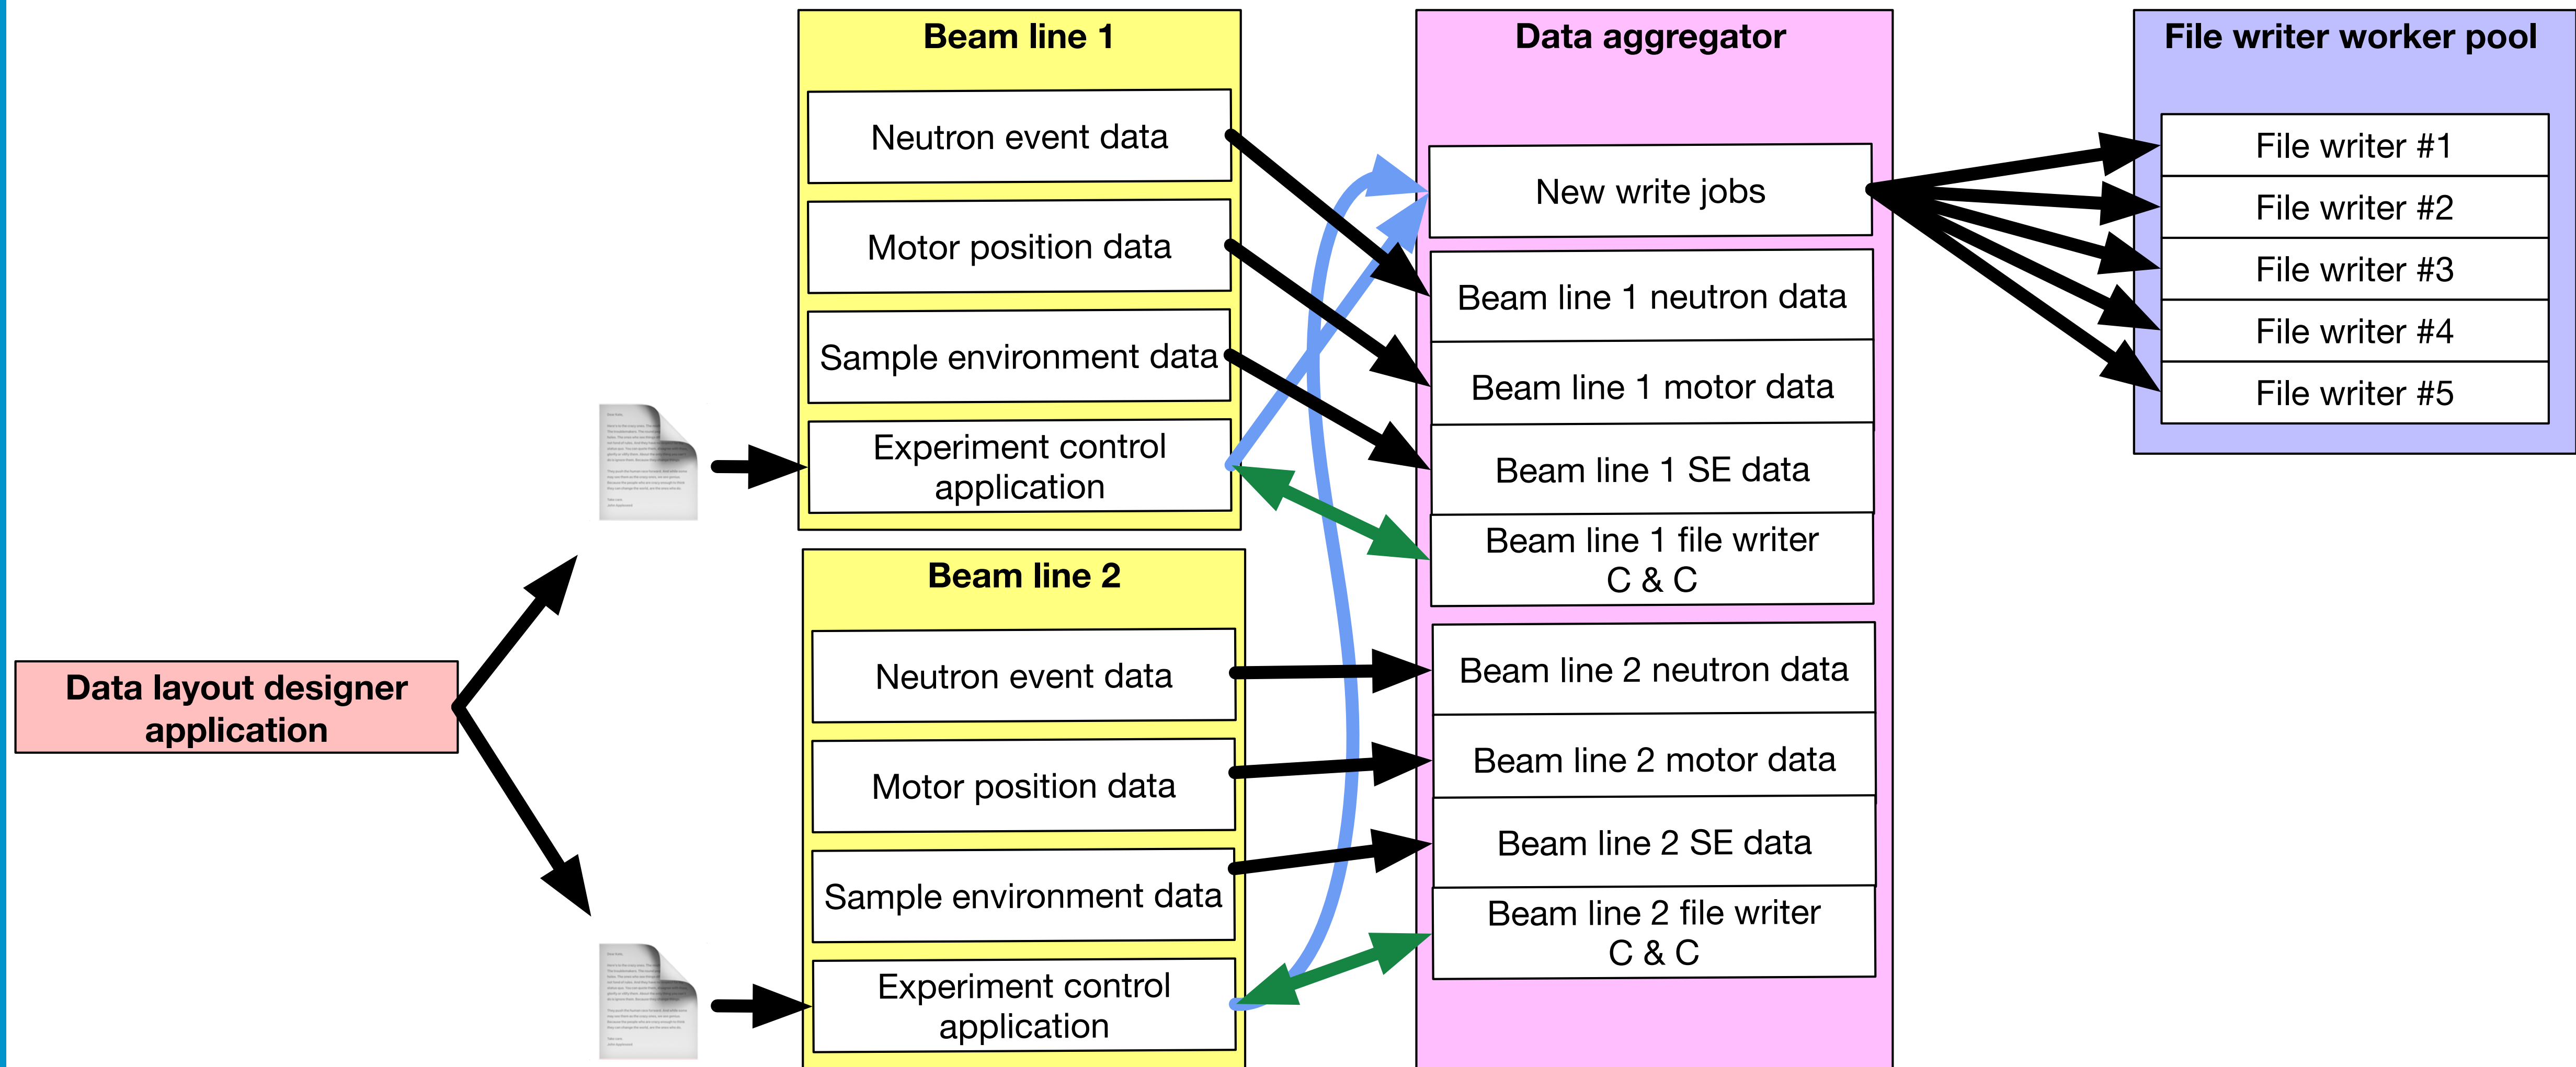 Beam line 1
Neutron event data
Motor position data
Sample environment data
Experiment control
application
Beam line 2
Neutron event data
Motor position data
Sample environment data
Experiment control
application
Data layout designer
application
Data aggregator
New write jobs
Beam line 1 neutron data
Beam line 1 motor data
Beam line 1 SE data
Beam line 1 file writer
C & C
Beam line 2 neutron data
Beam line 2 motor data
Beam line 2 SE data
Beam line 2 file writer
C & C
File writer worker pool
File writer #1
File writer #2
File writer #3
File writer #4
File writer #5